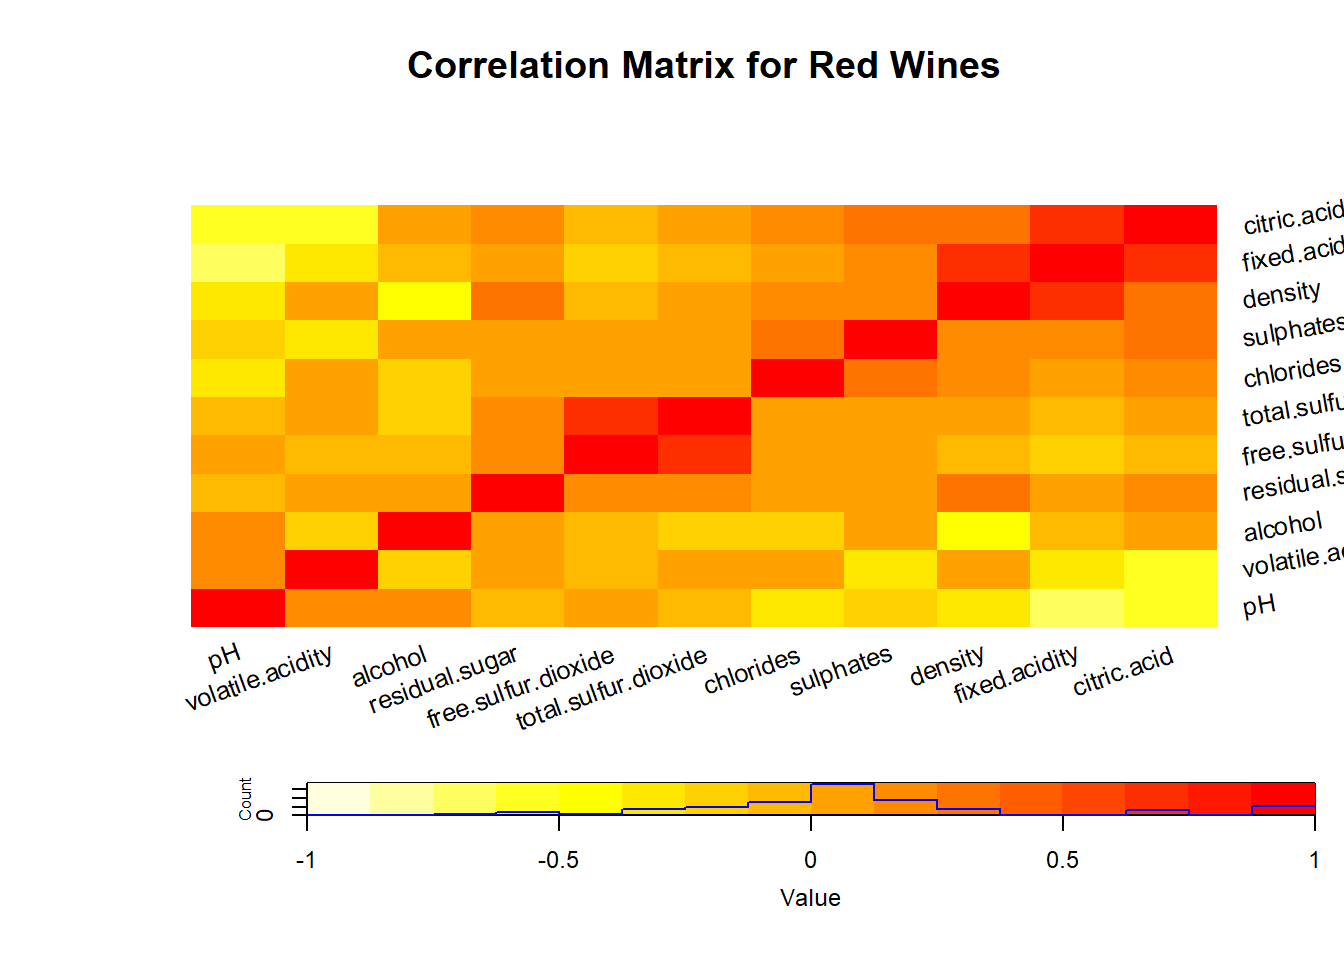 Correlation Matrix for Red Wines
citric.acid
fixed.acid
density
sulphates
chlorides
total.sulfu
free.sulfu
residual.s
alcohol
volatile.ac
pH
pH
volatile.acidity
alcohol
residual.sugar
free.sulfur.dioxide
total.sulfur.dioxide
chlorides
sulphates
density
fixed.acidity
citric.acid
Count
0
-1 -0.5 0 0.5 1
Value